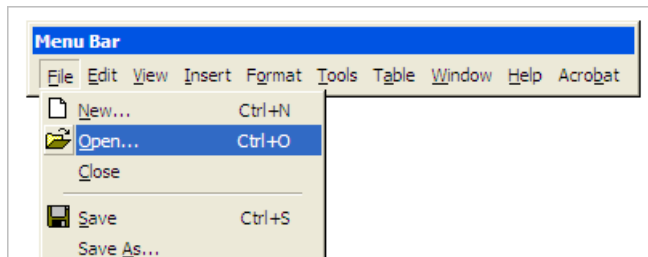 Menu Bar
File Edit View Insert Format Tools Table Window Help Acrobat
New... Ctrl+N
Open... Ctrl+O
Close
Save Ctrl+S
Save As...